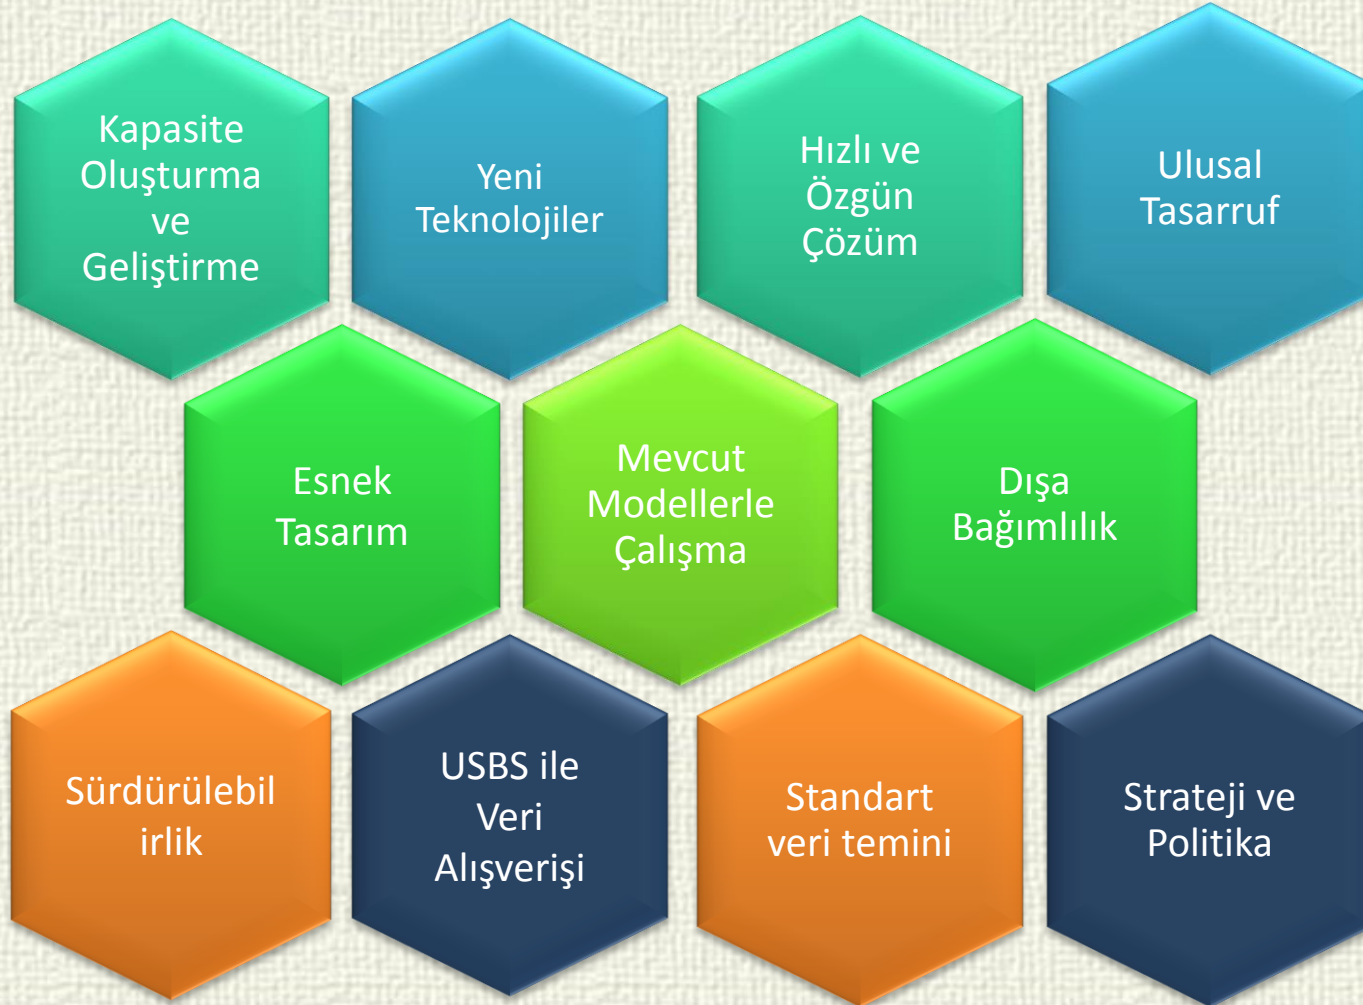 Kapasite
Oluşturma
ve
Geliştirme
Yeni
Teknolojiler
Hızlı ve
Özgün
Çözüm
Ulusal
Tasarruf
Esnek
Tasarım
Mevcut
Modellerle
Çalışma
Dışa
Bağımlılık
Sürdürülebil
irlik
USBS ile
Veri
Alışverişi
Standart
veri temini
Strateji ve
Politika